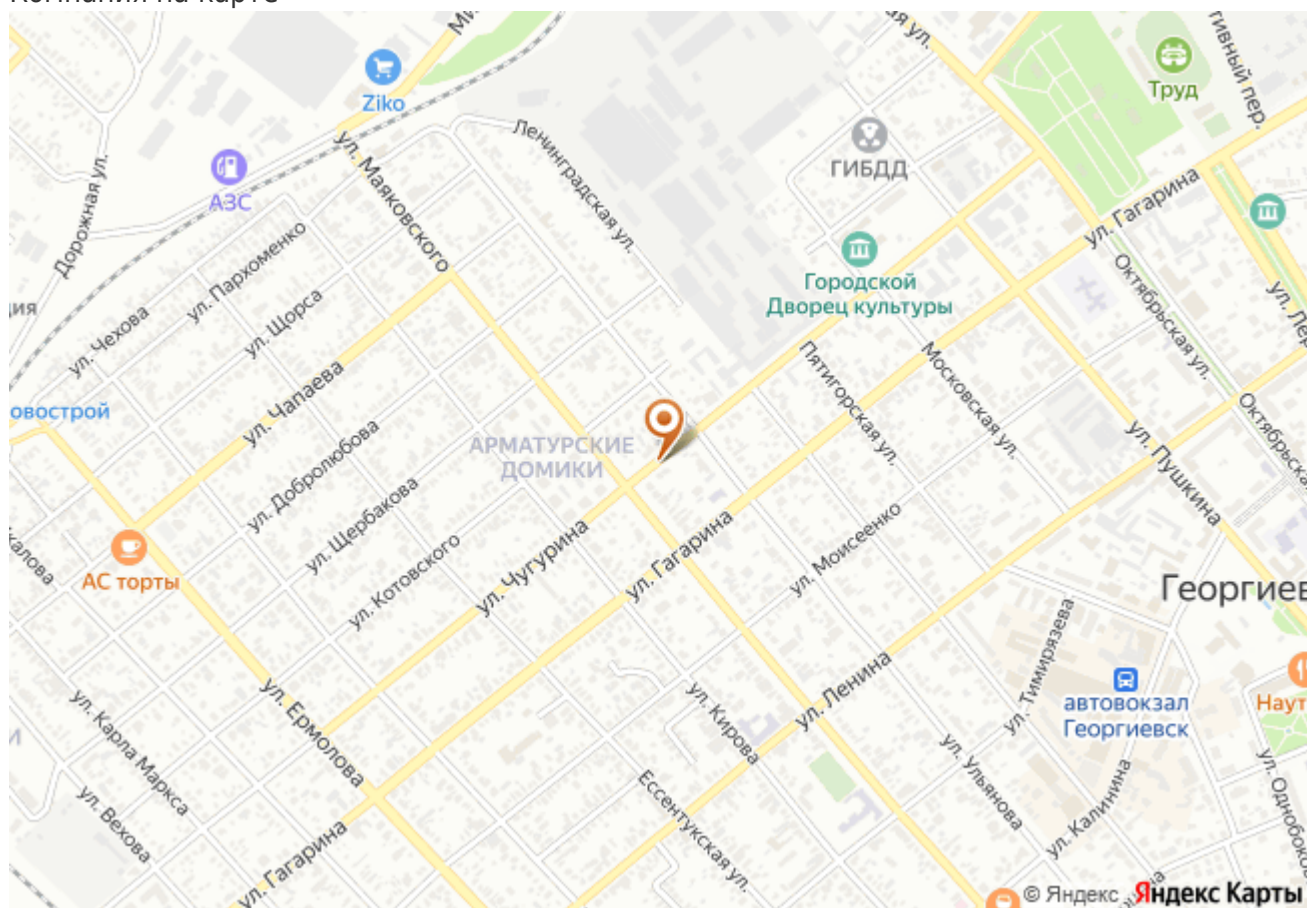 Компания на карте
Ziko
АЗС
Дорожная ул.
ул. Маяковского
Ленинградская ул.
ГИБДД
Труд
ул. Гагарина
Городской
Дворец культуры
Октябрьская ул.
ул. Пархоменко
ул. Чехова
ул. Щорса
ул. Чапаева
ул. Добролюбова
ул. Щербакова
ул. Котовского
АРМАТУРСКИЕ
ДОМИКИ
Пятигорская ул.
Московская ул.
ул. Пушкина
АС торты
ул. Чугурина
ул. Гагарина
ул. Моисеенко
ул. Ленина
ул. Тимирязева
автовокзал
Георгиевск
ул. Ермолова
ул. Карла Маркса
ул. Вехова
ул. Кирова
Ессентукская ул.
ул. Ульянова
ул. Калинина
ул. Гагарина
© Яндекс Яндекс Карты